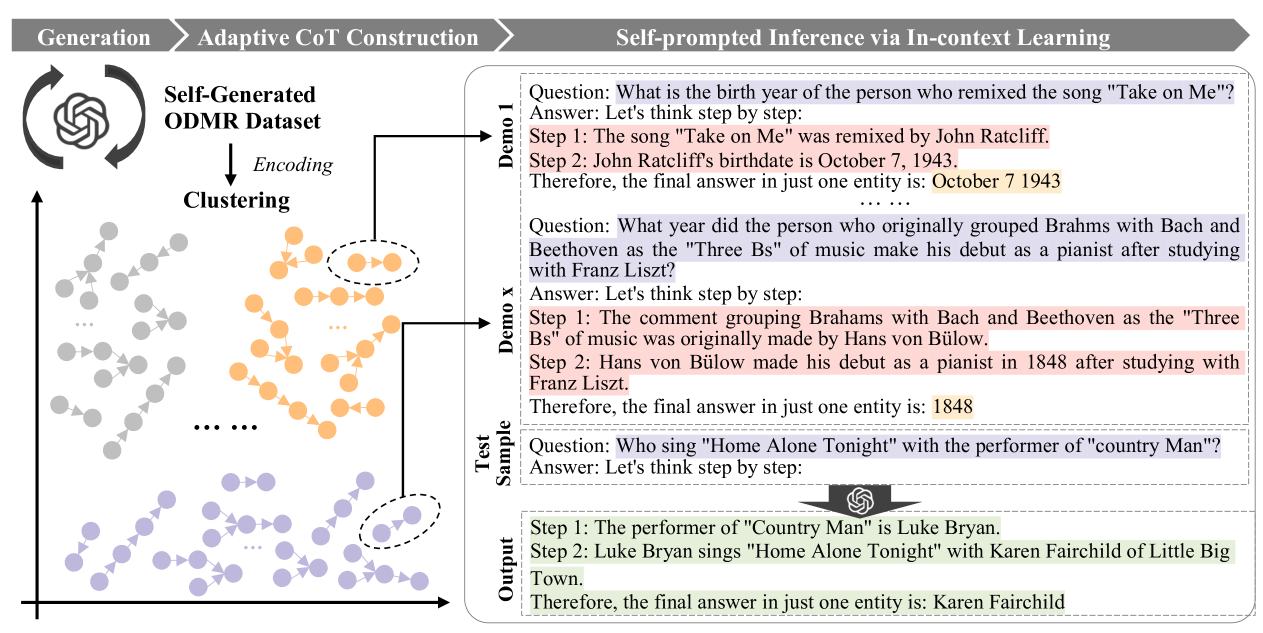 Generation
Adaptive CoT Construction
Self-prompted Inference via In-context Learning
Self-Generated
ODMR Dataset
Encoding
Clustering
...
...
... ...
...
Demo 1
Question: What is the birth year of the person who remixed the song "Take on Me"?
Answer: Let's think step by step:
Step 1: The song "Take on Me" was remixed by John Ratcliff.
Step 2: John Ratcliff's birthdate is October 7, 1943.
Therefore, the final answer in just one entity is: October 7 1943
... ...
Demo x
Question: What year did the person who originally grouped Brahms with Bach and
Beethoven as the "Three Bs" of music make his debut as a pianist after studying
with Franz Liszt?
Answer: Let's think step by step:
Step 1: The comment grouping Brahams with Bach and Beethoven as the "Three
Bs" of music was originally made by Hans von Bülow.
Step 2: Hans von Bülow made his debut as a pianist in 1848 after studying with
Franz Liszt.
Therefore, the final answer in just one entity is: 1848
Test
Sample
Question: Who sing "Home Alone Tonight" with the performer of "country Man"?
Answer: Let's think step by step:
Output
Step 1: The performer of "Country Man" is Luke Bryan.
Step 2: Luke Bryan sings "Home Alone Tonight" with Karen Fairchild of Little Big
Town.
Therefore, the final answer in just one entity is: Karen Fairchild